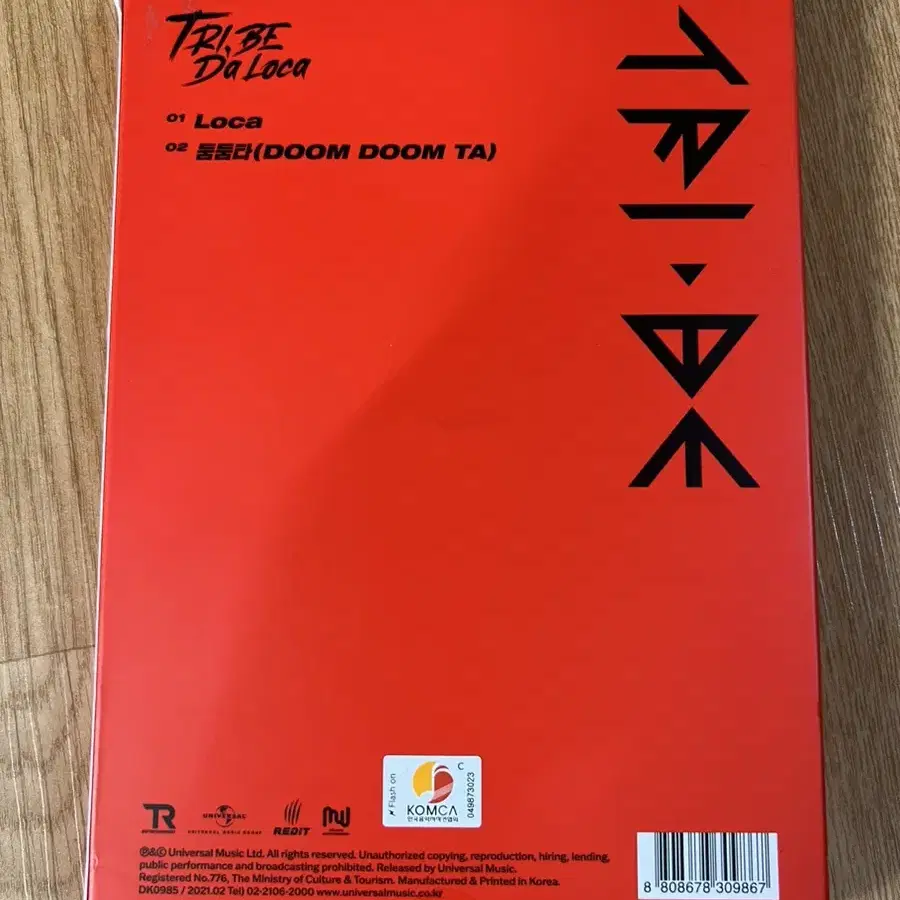 TRI.BE
Da Loca
01 Loca
02 둠둠타(DOOM DOOM TA)
TRI·BE
Flash on
C
KOMCA
한국음악저작권협회
049873023
TR
UNIVERSAL
UNIVERSAL MUSIC GROUP
REDIT
℗&© Universal Music Ltd. All rights reserved. Unauthorized copying, reproduction, hiring, lending,
public performance and broadcasting prohibited. Released by Universal Music.
Registered No.776, The Ministry of Culture & Tourism. Manufactured & Printed in Korea.
DK0985 / 2021.02 Tel) 02-2106-2000 www.universalmusic.co.kr
8 808678 309867